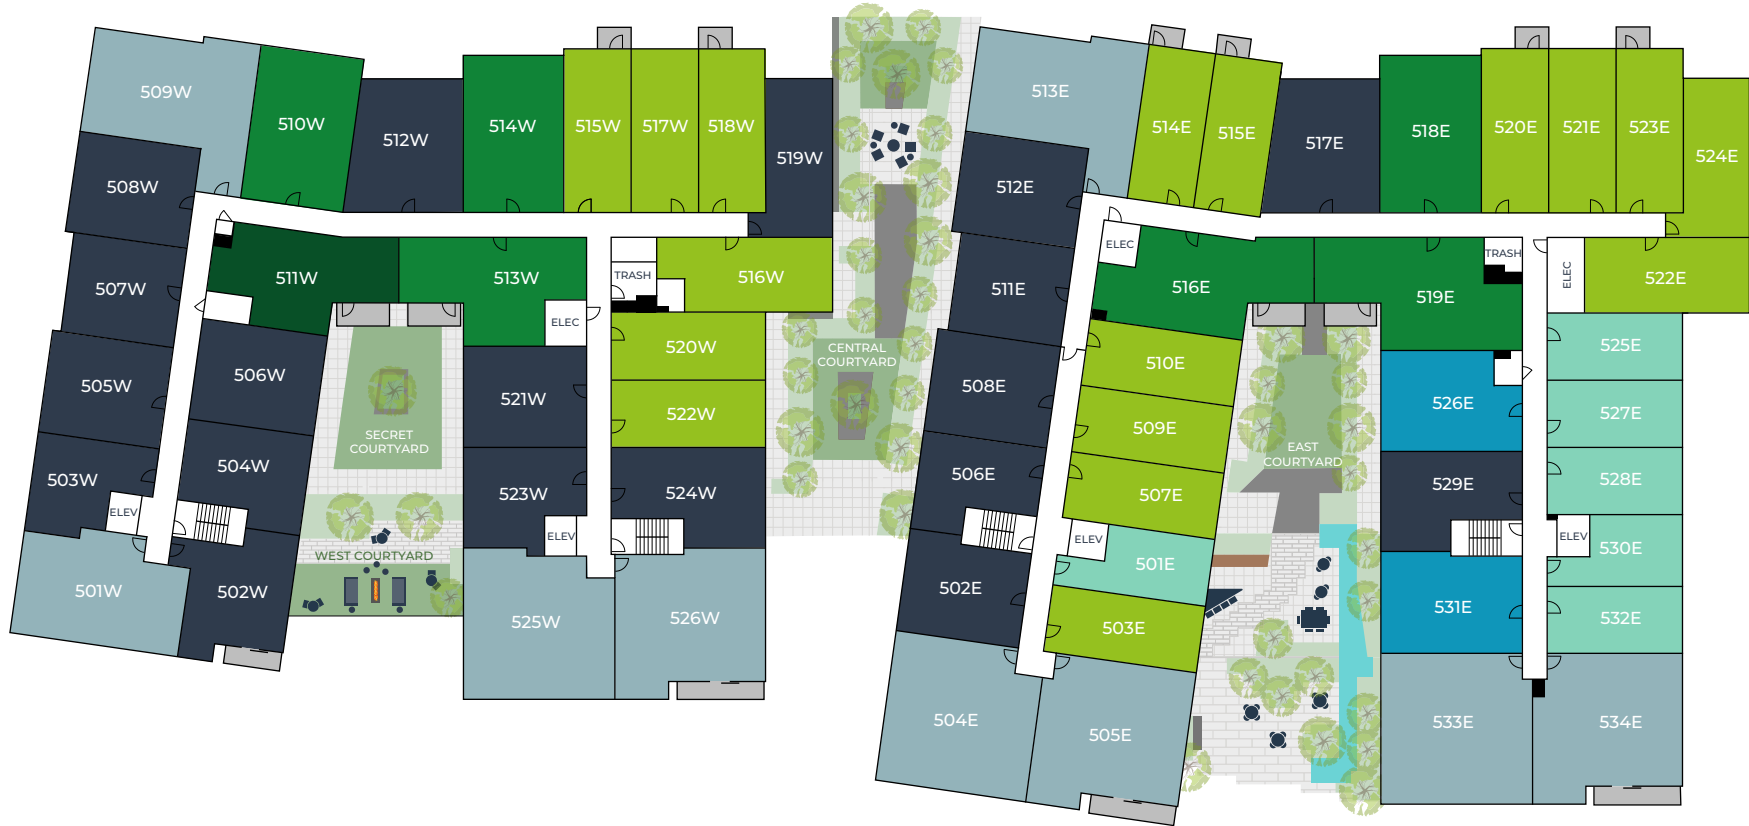 509W
510W
512W
514W
515W
517W
518W
519W
508W
511W
513W
TRASH
516W
507W
ELEC
505W
506W
521W
520W
522W
SECRET
COURTYARD
503W
504W
523W
524W
ELEV
ELEV
WEST COURTYARD
501W
502W
525W
526W
CENTRAL
COURTYARD
513E
514E
515E
517E
518E
520E
521E
523E
524E
512E
ELEC
511E
516E
519E
TRASH
ELEC
522E
508E
510E
509E
507E
506E
ELEV
501E
502E
503E
504E
505E
EAST
COURTYARD
525E
526E
527E
528E
529E
530E
ELEV
531E
532E
533E
534E